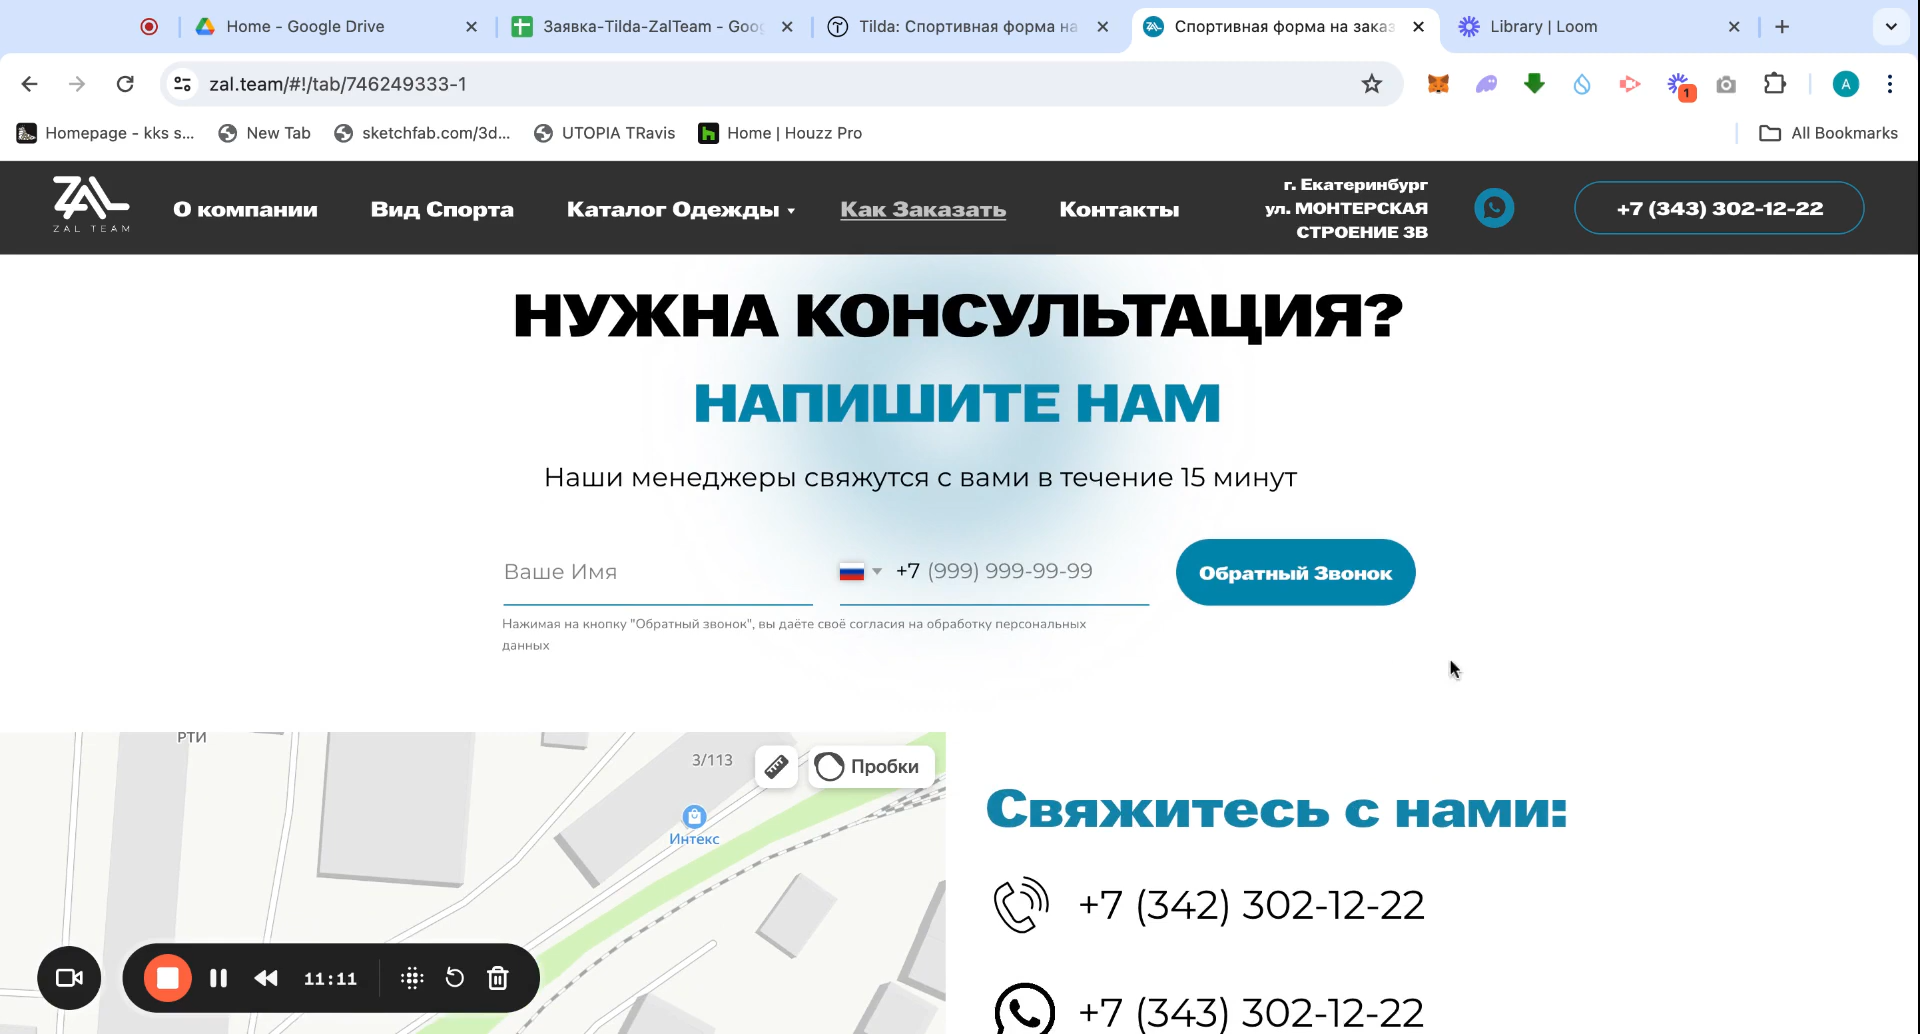 Home - Google Drive
Заявка-Tilda-ZalTeam - Goog
Tilda: Спортивная форма на
Спортивная форма на заказ
Library | Loom
zal.team/#!/tab/746249333-1
1
A
Homepage - kks s...
New Tab
sketchfab.com/3d...
UTOPIA TRavis
Home | Houzz Pro
All Bookmarks
ZAL
ZAL TEAM
О компании
Вид Спорта
Каталог Одежды
Как Заказать
Контакты
г. Екатеринбург
ул. МОНТЕРСКАЯ
СТРОЕНИЕ 3В
+7 (343) 302-12-22
НУЖНА КОНСУЛЬТАЦИЯ?
НАПИШИТЕ НАМ
Наши менеджеры свяжутся с вами в течение 15 минут
Ваше Имя
+7 (999) 999-99-99
Обратный Звонок
Нажимая на кнопку "Обратный звонок", вы даёте своё согласия на обработку персональных
данных
РТИ
3/113
Пробки
Интекс
Свяжитесь с нами:
+7 (342) 302-12-22
+7 (343) 302-12-22
11:11